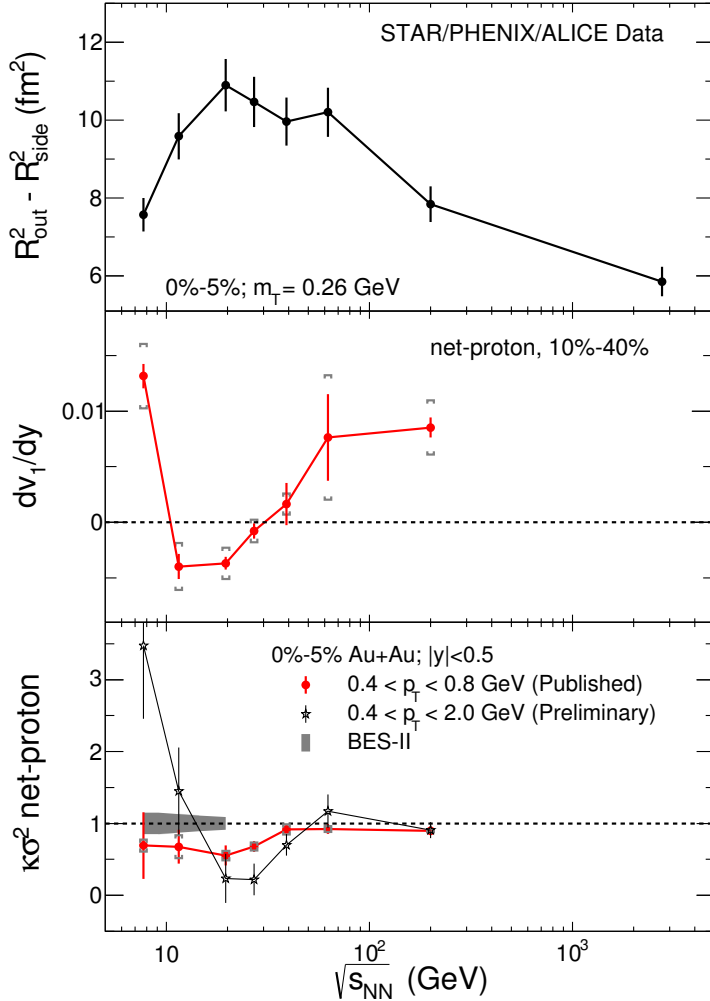 STAR/PHENIX/ALICE Data
R²out - R²side (fm²)
12
10
8
6
0%-5%; mT = 0.26 GeV
net-proton, 10%-40%
dv₁/dy
0.01
0
0%-5% Au+Au; |y|<0.5
0.4 < pT < 0.8 GeV (Published)
0.4 < pT < 2.0 GeV (Preliminary)
BES-II
κσ² net-proton
3
2
1
0
10
10²
10³
√sNN (GeV)